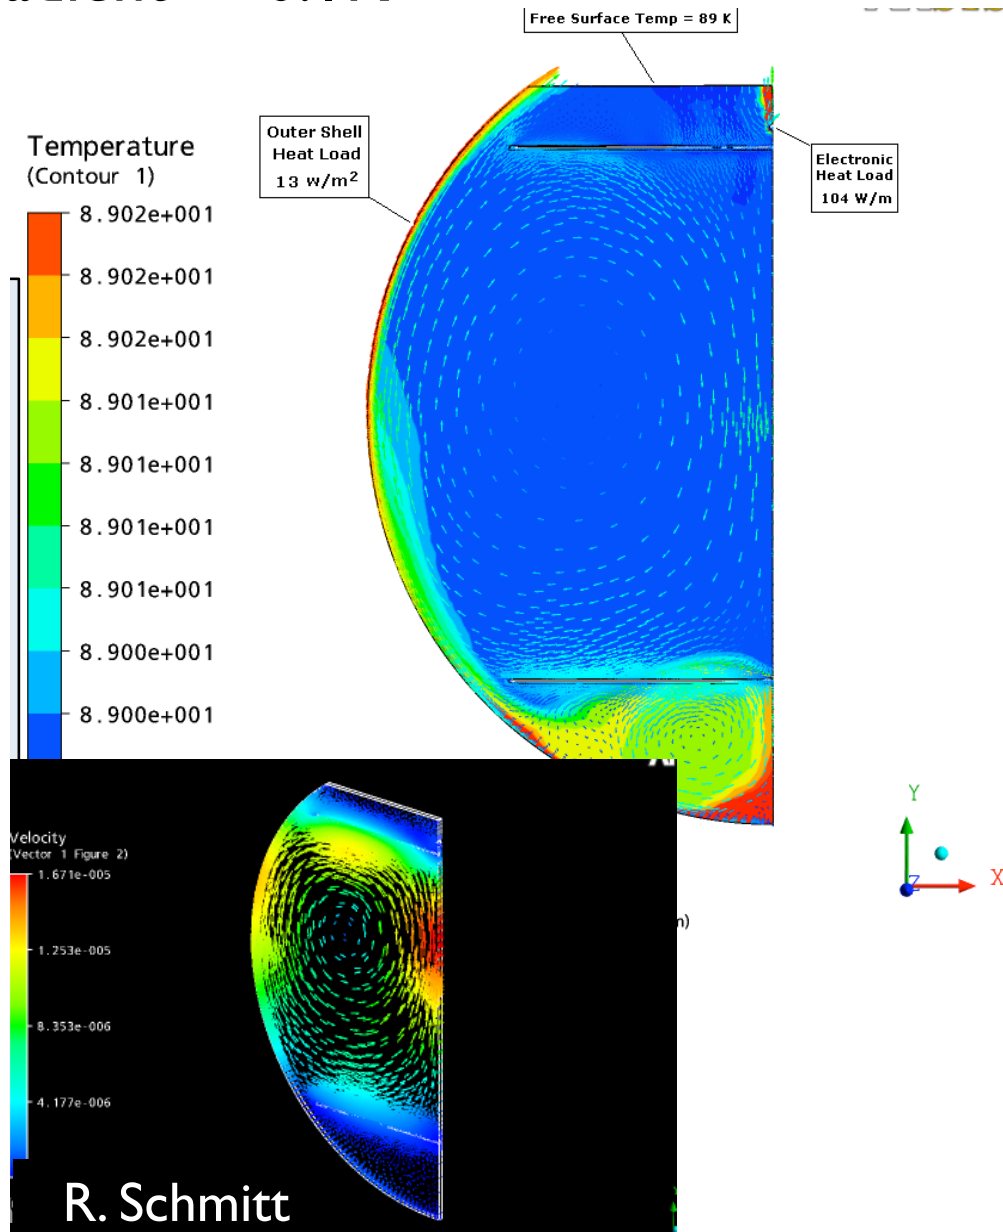 Free Surface Temp = 89 K
Outer Shell
Heat Load
13 w/m²
Electronic
Heat Load
104 W/m
Temperature
(Contour 1)
8.902e+001
8.902e+001
8.902e+001
8.901e+001
8.901e+001
8.901e+001
8.901e+001
8.900e+001
8.900e+001
Y
Z
X
m)
Velocity
(Vector 1 Figure 2)
1.671e-005
1.253e-005
8.353e-006
4.177e-006
R. Schmitt